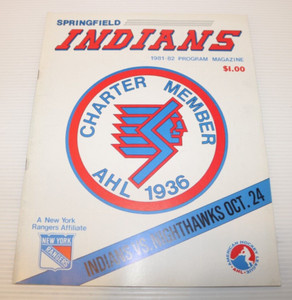 SPRINGFIELD
INDIANS
1981-82 PROGRAM MAGAZINE
$1.00
CHARTER MEMBER
AHL 1936
INDIANS VS. NIGHTHAWKS OCT. 24
A New York
Rangers Affiliate
NEW YORK
RANGERS